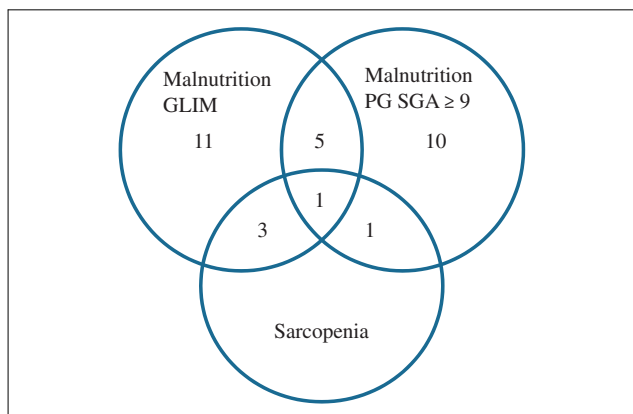 Malnutrition
GLIM
11
Malnutrition
PG SGA ≥ 9
10
5
1
3
1
Sarcopenia